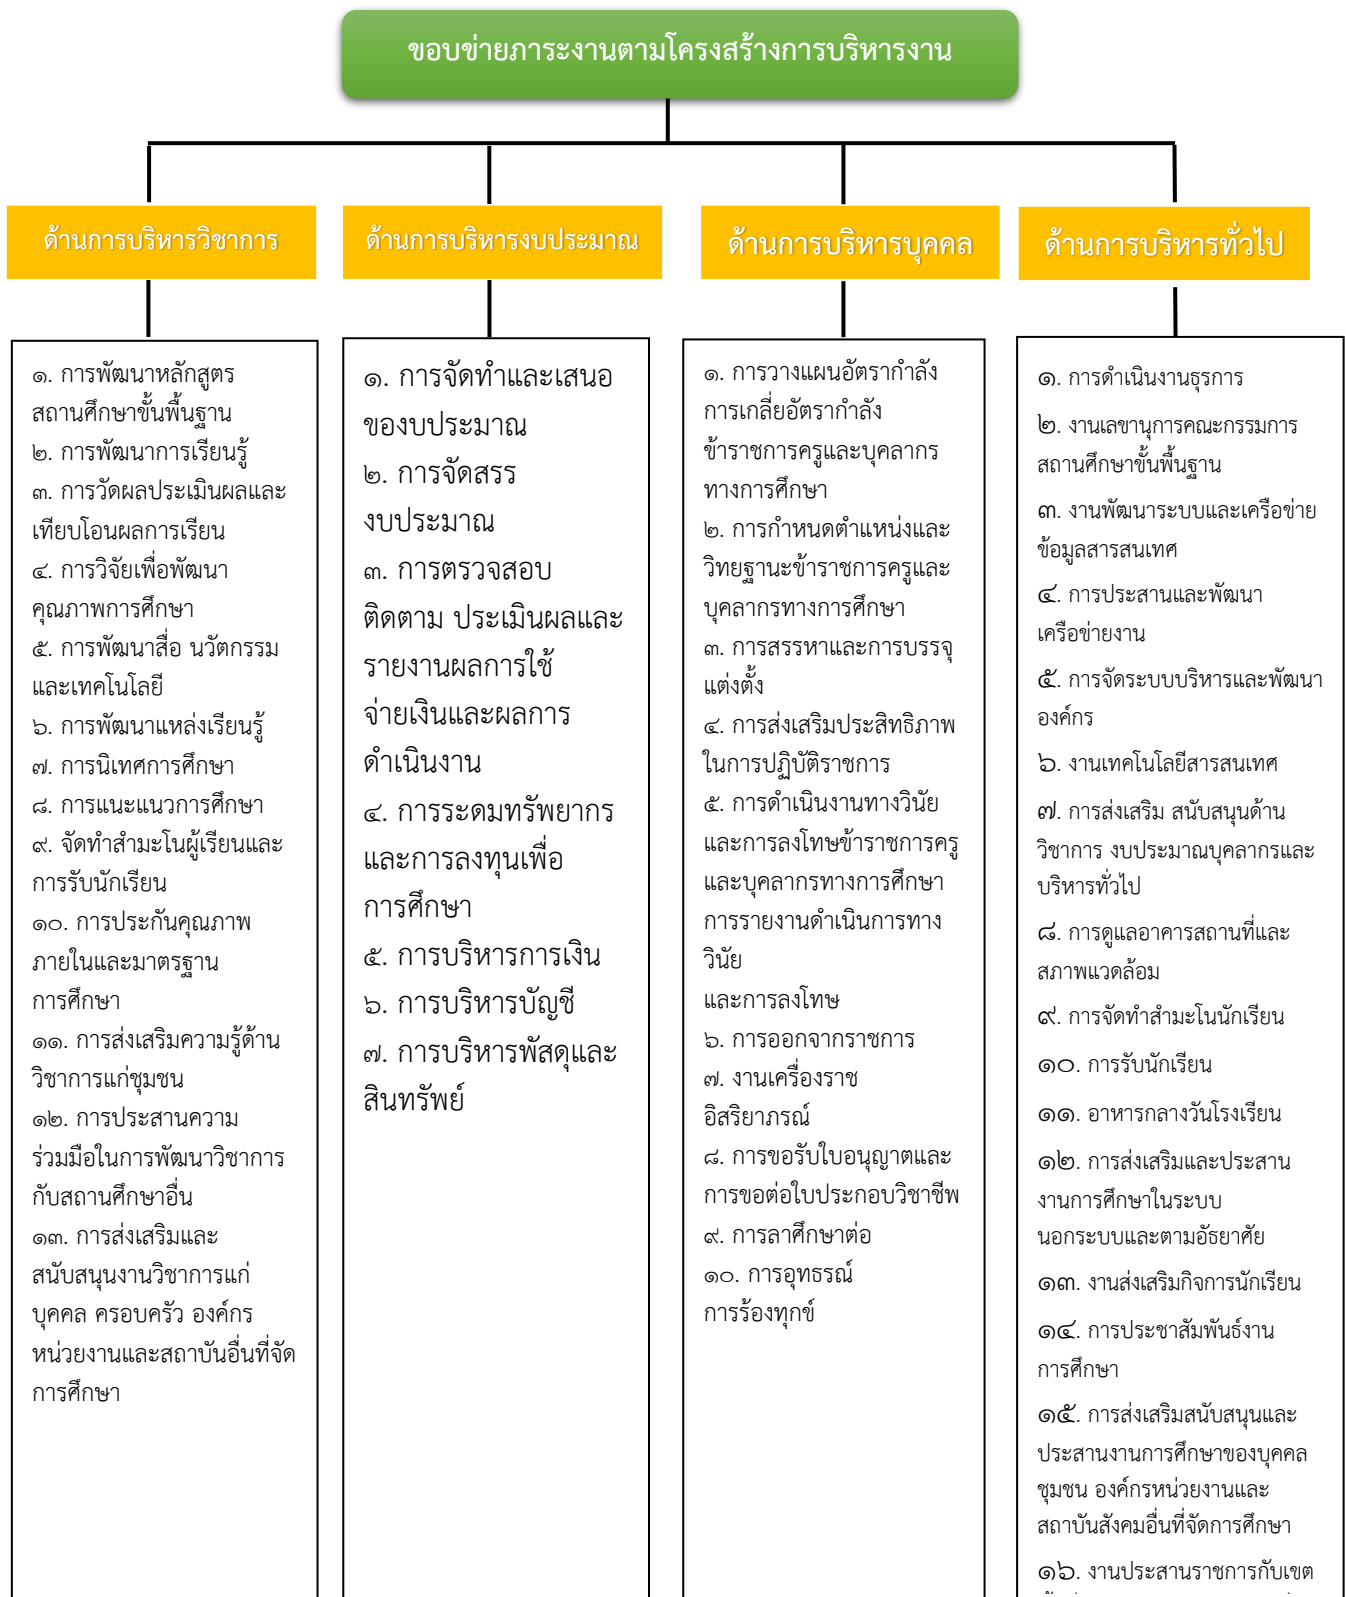 ขอบข่ายภาระงานตามโครงสร้างการบริหารงาน
ด้านการบริหารวิชาการ
ด้านการบริหารงบประมาณ
ด้านการบริหารบุคคล
ด้านการบริหารทั่วไป
๑. การพัฒนาหลักสูตร
สถานศึกษาขั้นพื้นฐาน
๒. การพัฒนาการเรียนรู้
๓. การวัดผลประเมินผลและ
เทียบโอนผลการเรียน
๔. การวิจัยเพื่อพัฒนา
คุณภาพการศึกษา
๕. การพัฒนาสื่อ นวัตกรรม
และเทคโนโลยี
๖. การพัฒนาแหล่งเรียนรู้
๗. การนิเทศการศึกษา
๘. การแนะแนวการศึกษา
๙. จัดทำสำมะโนผู้เรียนและ
การรับนักเรียน
๑๐. การประกันคุณภาพ
ภายในและมาตรฐาน
การศึกษา
๑๑. การส่งเสริมความรู้ด้าน
วิชาการแก่ชุมชน
๑๒. การประสานความ
ร่วมมือในการพัฒนาวิชาการ
กับสถานศึกษาอื่น
๑๓. การส่งเสริมและ
สนับสนุนงานวิชาการแก่
บุคคล ครอบครัว องค์กร
หน่วยงานและสถาบันอื่นที่จัด
การศึกษา
๑. การจัดทำและเสนอ
ของบประมาณ
๒. การจัดสรร
งบประมาณ
๓. การตรวจสอบ
ติดตาม ประเมินผลและ
รายงานผลการใช้
จ่ายเงินและผลการ
ดำเนินงาน
๔. การระดมทรัพยากร
และการลงทุนเพื่อ
การศึกษา
๕. การบริหารการเงิน
๖. การบริหารบัญชี
๗. การบริหารพัสดุและ
สินทรัพย์
๑. การวางแผนอัตรากำลัง
การเกลี่ยอัตรากำลัง
ข้าราชการครูและบุคลากร
ทางการศึกษา
๒. การกำหนดตำแหน่งและ
วิทยฐานะข้าราชการครูและ
บุคลากรทางการศึกษา
๓. การสรรหาและการบรรจุ
แต่งตั้ง
๔. การส่งเสริมประสิทธิภาพ
ในการปฏิบัติราชการ
๕. การดำเนินงานทางวินัย
และการลงโทษข้าราชการครู
และบุคลากรทางการศึกษา
การรายงานดำเนินการทาง
วินัย
และการลงโทษ
๖. การออกจากราชการ
๗. งานเครื่องราช
อิสริยาภรณ์
๘. การขอรับใบอนุญาตและ
การขอต่อใบประกอบวิชาชีพ
๙. การลาศึกษาต่อ
๑๐. การอุทธรณ์
การร้องทุกข์
๑. การดำเนินงานธุรการ
๒. งานเลขานุการคณะกรรมการ
สถานศึกษาขั้นพื้นฐาน
๓. งานพัฒนาระบบและเครือข่าย
ข้อมูลสารสนเทศ
๔. การประสานและพัฒนา
เครือข่ายงาน
๕. การจัดระบบบริหารและพัฒนา
องค์กร
๖. งานเทคโนโลยีสารสนเทศ
๗. การส่งเสริม สนับสนุนด้าน
วิชาการ งบประมาณบุคลากรและ
บริหารทั่วไป
๘. การดูแลอาคารสถานที่และ
สภาพแวดล้อม
๙. การจัดทำสำมะโนนักเรียน
๑๐. การรับนักเรียน
๑๑. อาหารกลางวันโรงเรียน
๑๒. การส่งเสริมและประสาน
งานการศึกษาในระบบ
นอกระบบและตามอัธยาศัย
๑๓. งานส่งเสริมกิจการนักเรียน
๑๔. การประชาสัมพันธ์งาน
การศึกษา
๑๕. การส่งเสริมสนับสนุนและ
ประสานงานการศึกษาของบุคคล
ชุมชน องค์กรหน่วยงานและ
สถาบันสังคมอื่นที่จัดการศึกษา
๑๖. งานประสานราชการกับเขต